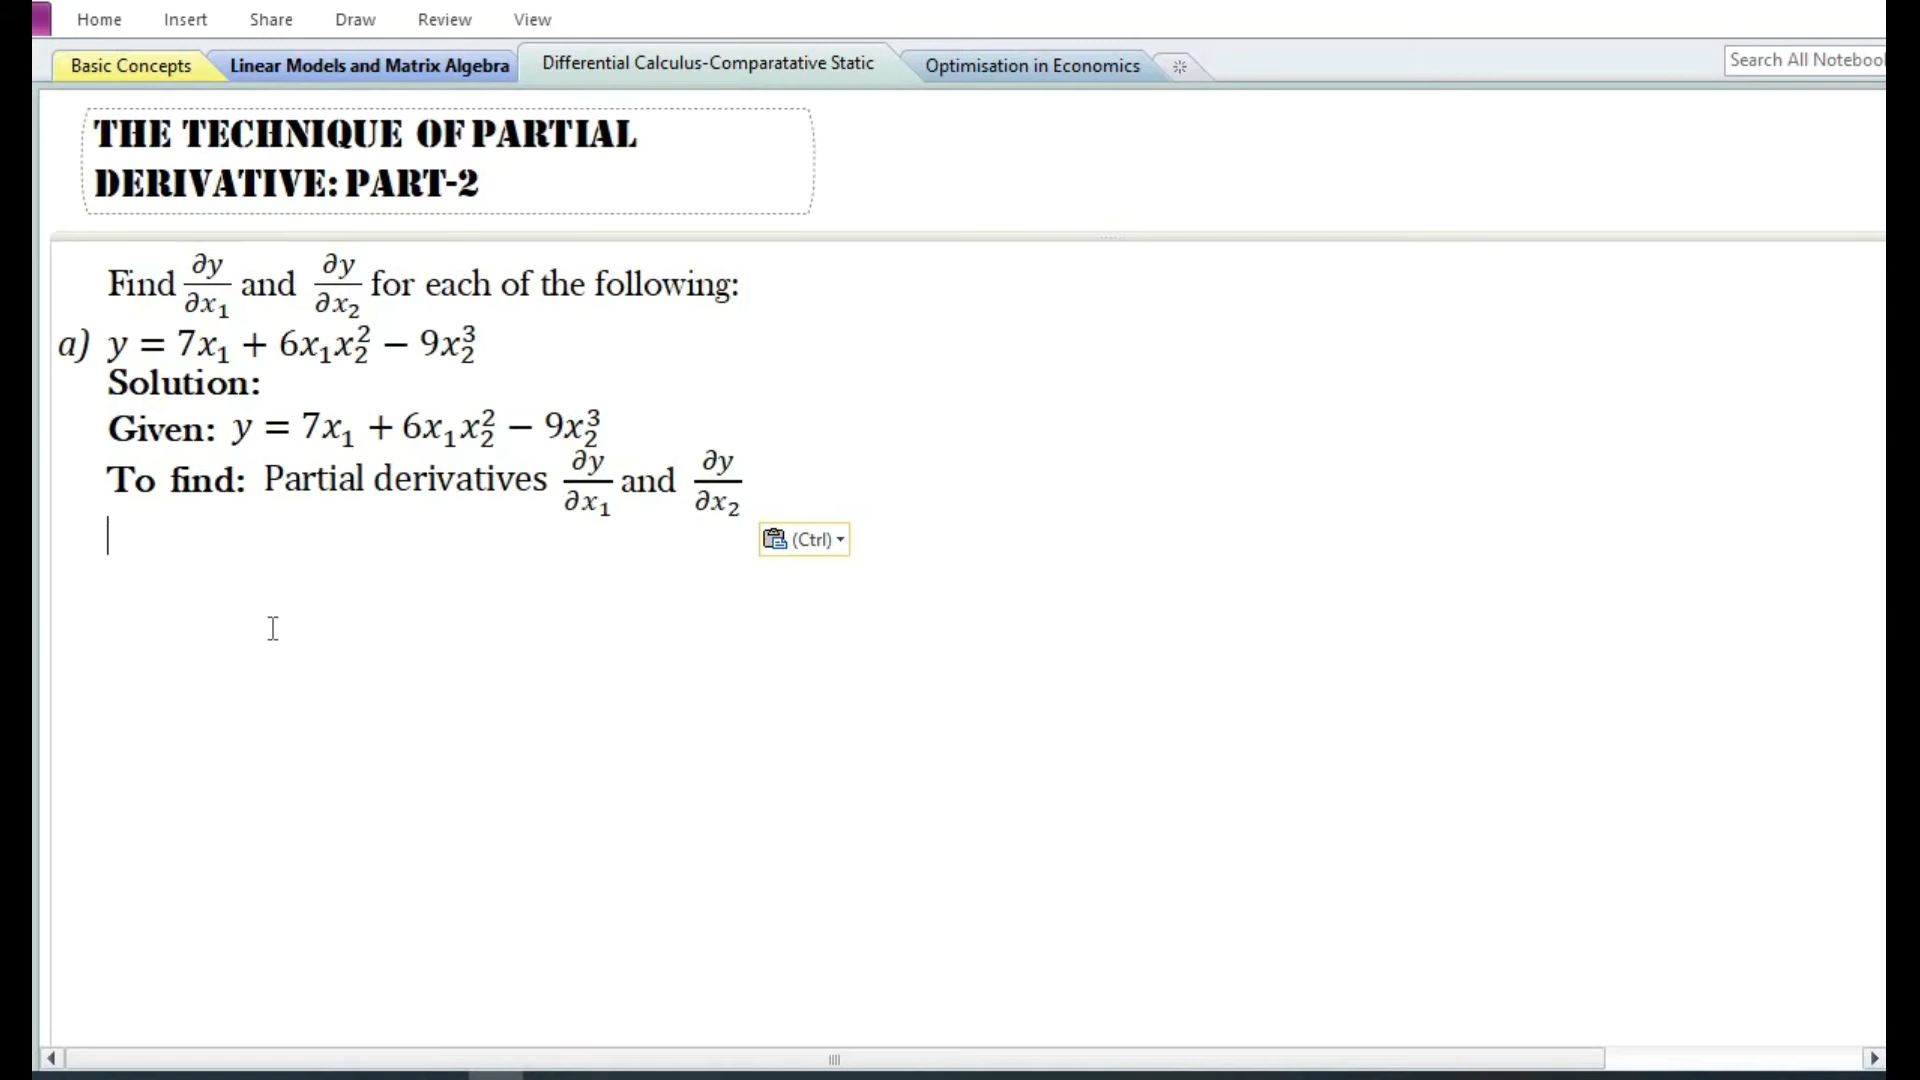 Home Insert Share Draw Review View
Basic Concepts Linear Models and Matrix Algebra Differential Calculus-Comparatative Static Optimisation in Economics Search All Notebool
THE TECHNIQUE OF PARTIAL
DERIVATIVE: PART-2
Find ∂y/∂x₁ and ∂y/∂x₂ for each of the following:
a) y = 7x₁ + 6x₁x₂² − 9x₂³
Solution:
Given: y = 7x₁ + 6x₁x₂² − 9x₂³
To find: Partial derivatives ∂y/∂x₁ and ∂y/∂x₂
(Ctrl)